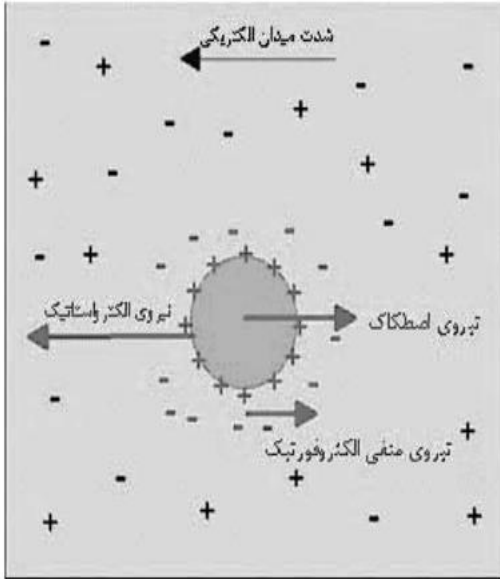 شدت میدان الکتریکی
نیروی الکترواستاتیک
نیروی اصطکاک
نیروی منفی الکتروفورتیک